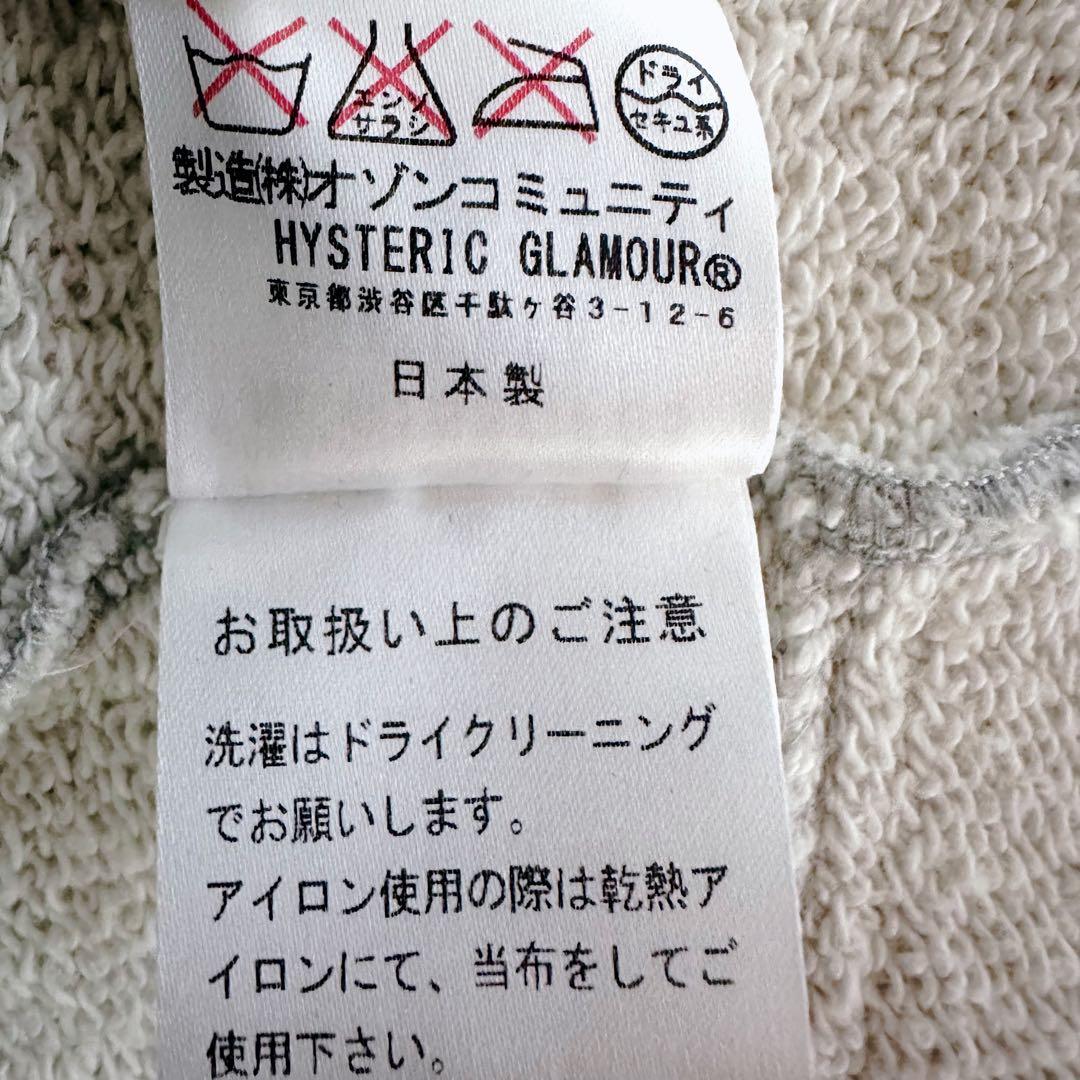 エンソ
サラシ
ドライ
セキユ系
製造(株)オゾンコミュニティ
HYSTERIC GLAMOUR®
東京都渋谷区千駄ヶ谷3-12-6
日本製
お取扱い上のご注意
洗濯はドライクリーニング
でお願いします。
アイロン使用の際は乾熱ア
イロンにて、当布をしてご
使用下さい。